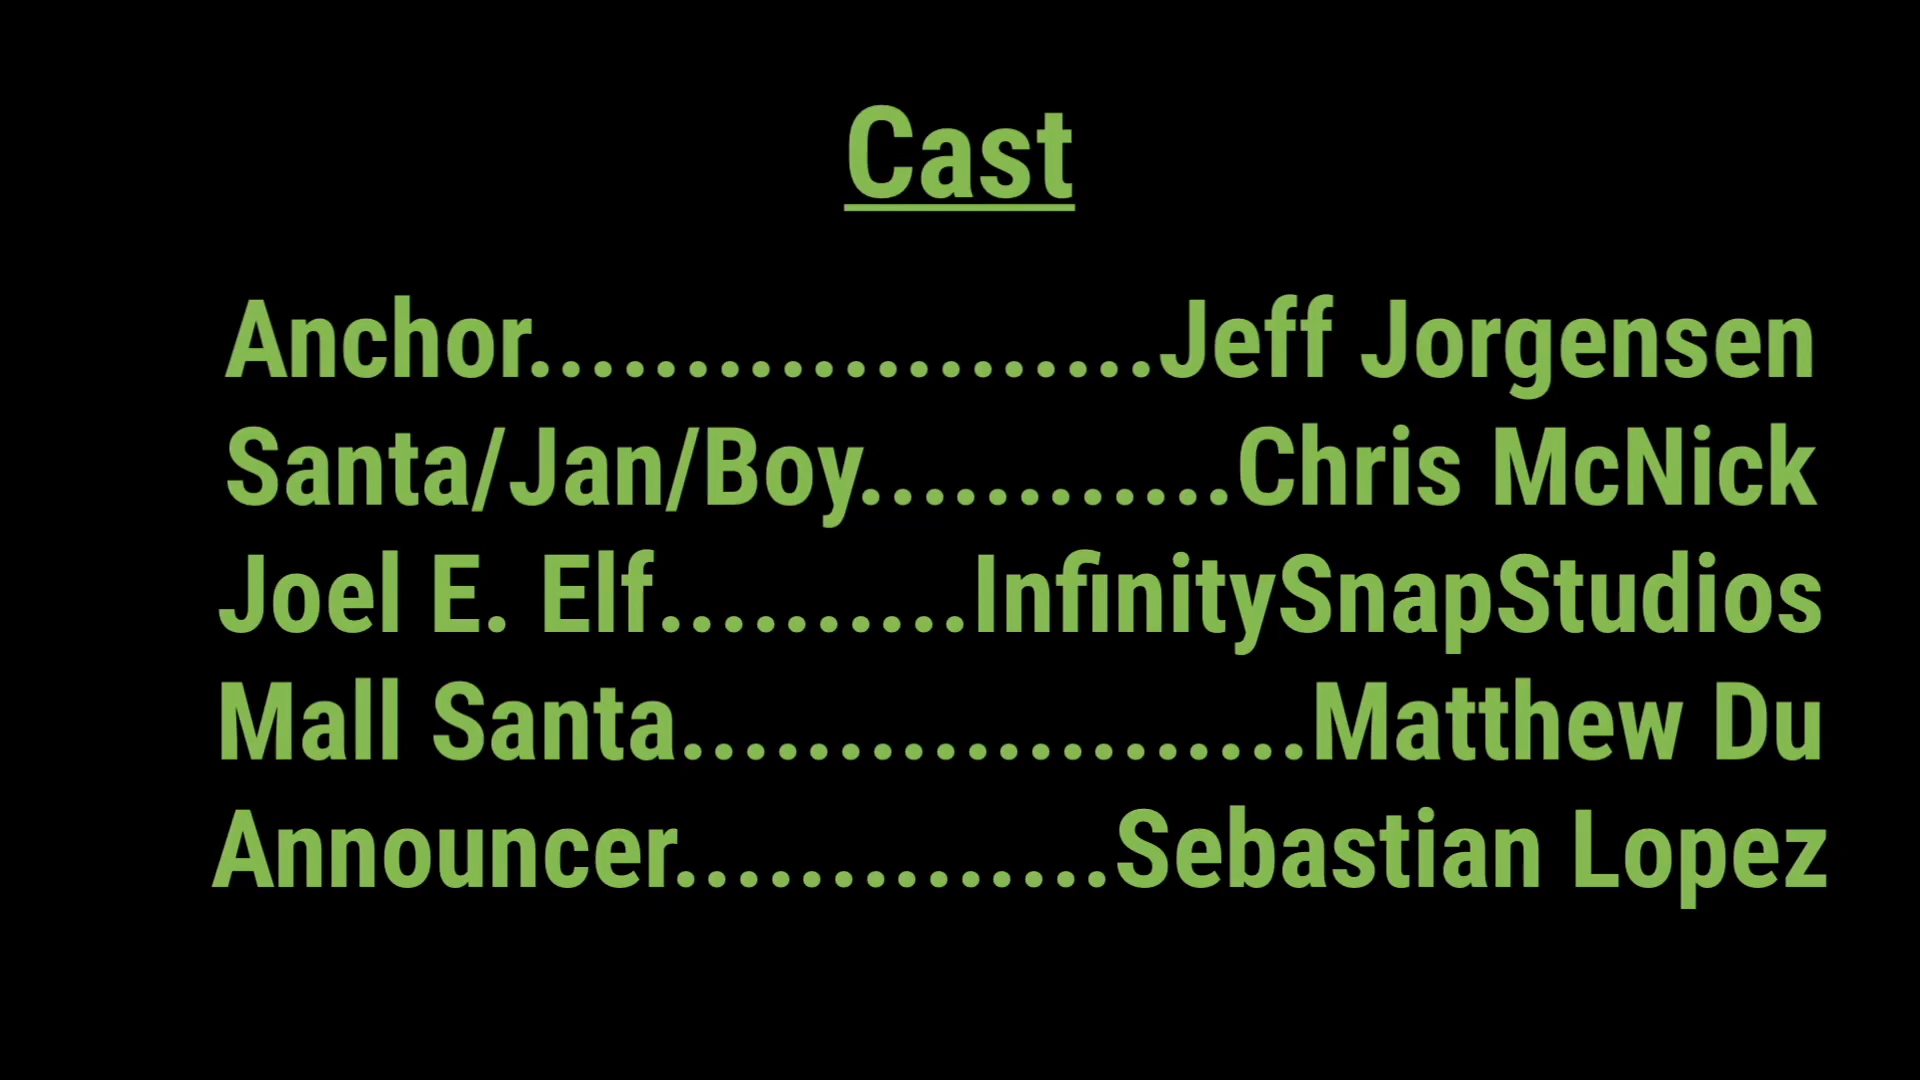 Cast
Anchor....................Jeff Jorgensen
Santa/Jan/Boy............Chris McNick
Joel E. Elf..........InfinitySnapStudios
Mall Santa....................Matthew Du
Announcer..............Sebastian Lopez